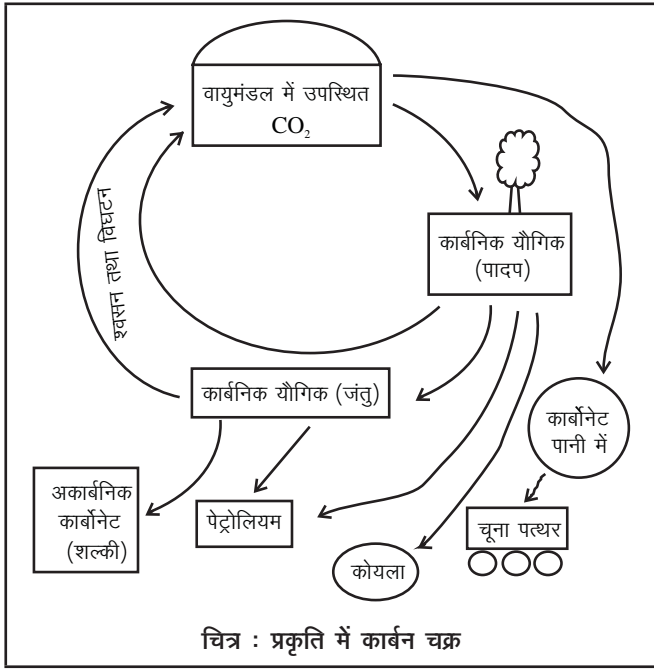 वायुमंडल में उपस्थित
CO₂
कार्बनिक यौगिक
(पादप)
श्वसन तथा विघटन
कार्बनिक यौगिक (जंतु)
कार्बोनेट
पानी में
अकार्बनिक
कार्बोनेट
(शल्की)
पेट्रोलियम
चूना पत्थर
कोयला
चित्र : प्रकृति में कार्बन चक्र